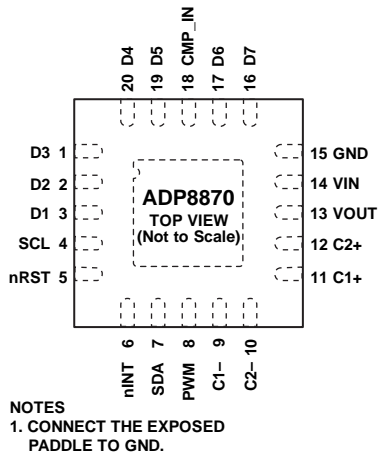 20 D4
19 D5
18 CMP_IN
17 D6
16 D7
D3 1
D2 2
D1 3
SCL 4
nRST 5
15 GND
14 VIN
13 VOUT
12 C2+
11 C1+
ADP8870
TOP VIEW
(Not to Scale)
nINT 6
SDA 7
PWM 8
C1– 9
C2– 10
NOTES
1. CONNECT THE EXPOSED
PADDLE TO GND.